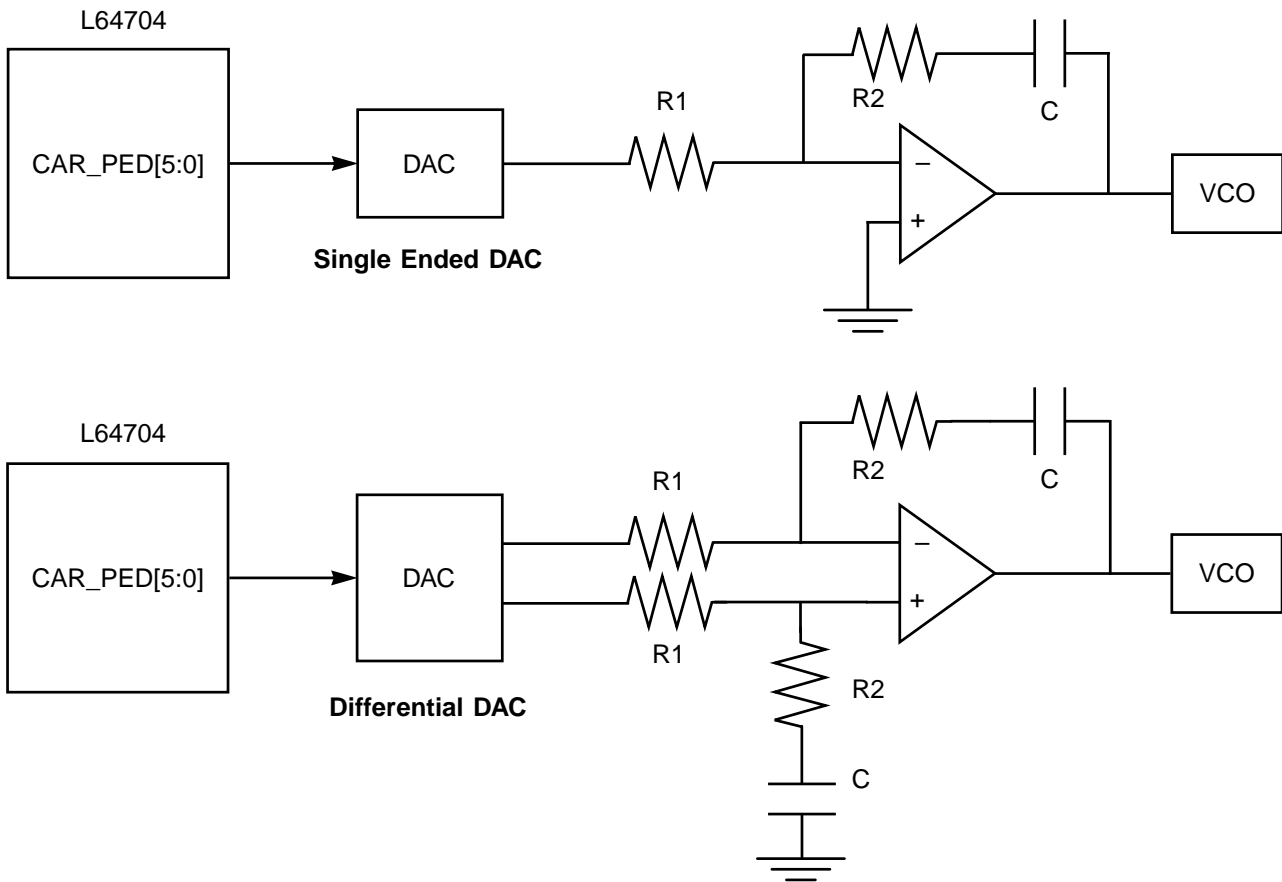 L64704
CAR_PED[5:0]
DAC
Single Ended DAC
R1
R2
C
–
+
VCO
L64704
CAR_PED[5:0]
DAC
Differential DAC
R1
R1
R2
C
–
+
R2
C
VCO